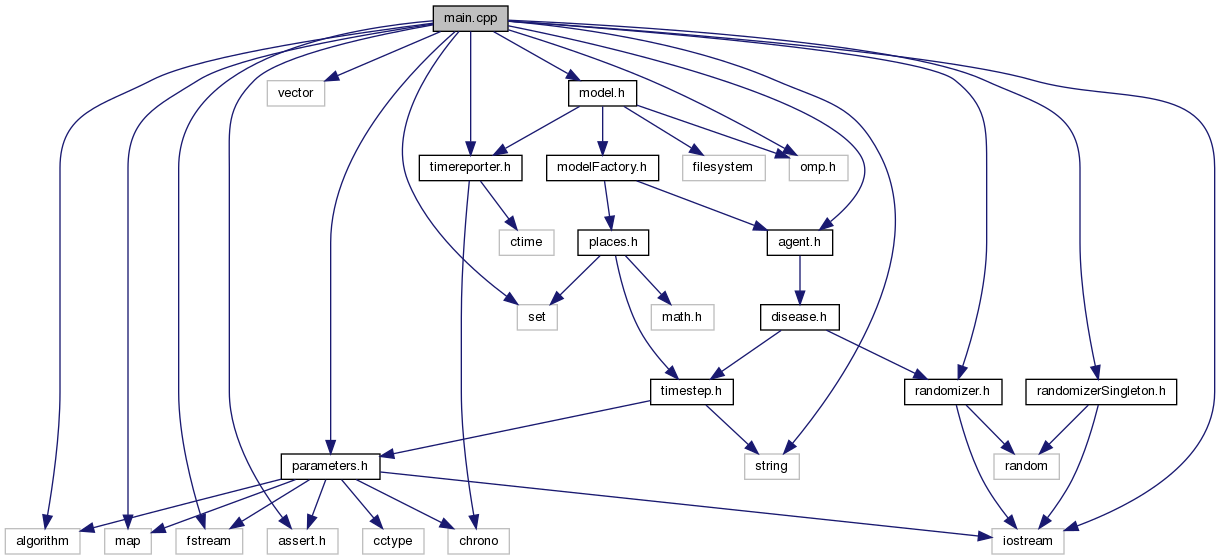 main.cpp
vector
model.h
timereporter.h
modelFactory.h
filesystem
omp.h
ctime
places.h
agent.h
set
math.h
disease.h
timestep.h
randomizer.h
randomizerSingleton.h
parameters.h
string
random
algorithm
map
fstream
assert.h
cctype
chrono
iostream